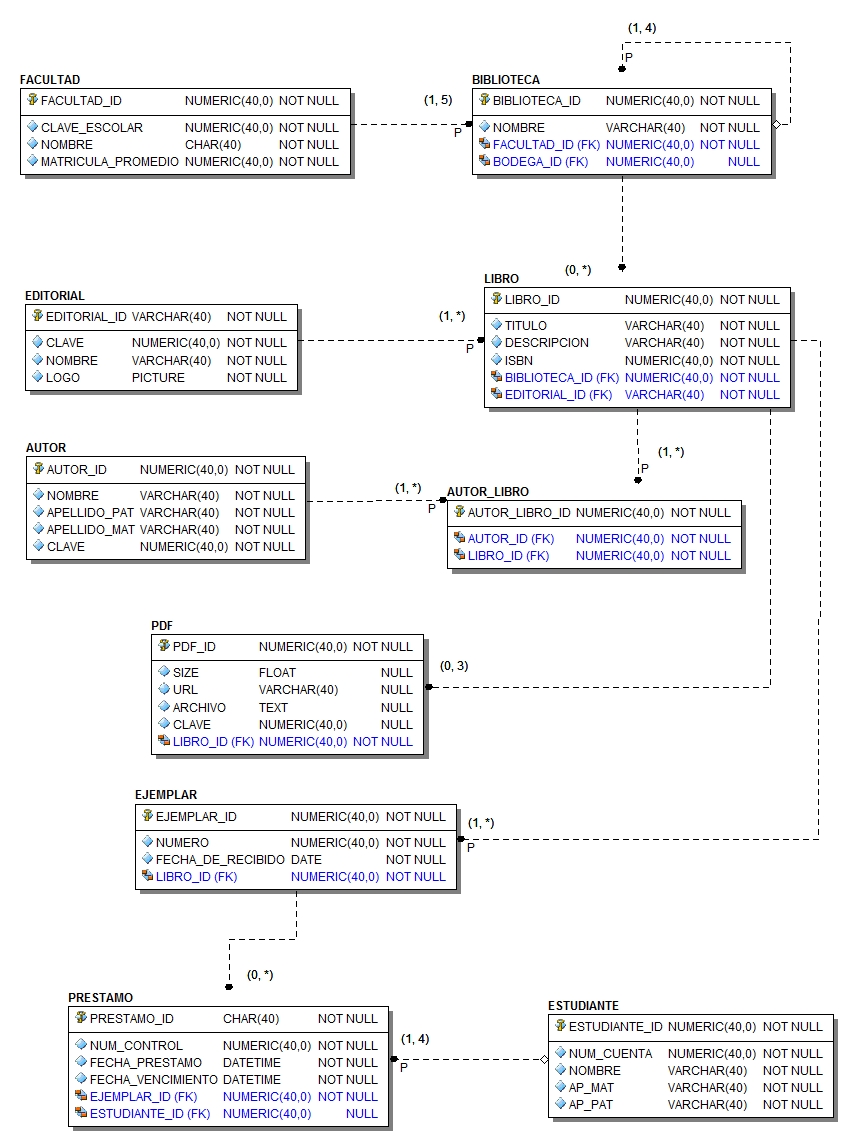 (1, 4)
P
FACULTAD
FACULTAD_ID NUMERIC(40,0) NOT NULL
CLAVE_ESCOLAR NUMERIC(40,0) NOT NULL
NOMBRE CHAR(40) NOT NULL
MATRICULA_PROMEDIO NUMERIC(40,0) NOT NULL
(1, 5)
P
BIBLIOTECA
BIBLIOTECA_ID NUMERIC(40,0) NOT NULL
NOMBRE VARCHAR(40) NOT NULL
FACULTAD_ID (FK) NUMERIC(40,0) NOT NULL
BODEGA_ID (FK) NUMERIC(40,0) NULL
(0, *)
EDITORIAL
EDITORIAL_ID VARCHAR(40) NOT NULL
CLAVE NUMERIC(40,0) NOT NULL
NOMBRE VARCHAR(40) NOT NULL
LOGO PICTURE NOT NULL
(1, *)
P
LIBRO
LIBRO_ID NUMERIC(40,0) NOT NULL
TITULO VARCHAR(40) NOT NULL
DESCRIPCION VARCHAR(40) NOT NULL
ISBN NUMERIC(40,0) NOT NULL
BIBLIOTECA_ID (FK) NUMERIC(40,0) NOT NULL
EDITORIAL_ID (FK) VARCHAR(40) NOT NULL
(1, *)
P
AUTOR
AUTOR_ID NUMERIC(40,0) NOT NULL
NOMBRE VARCHAR(40) NOT NULL
APELLIDO_PAT VARCHAR(40) NOT NULL
APELLIDO_MAT VARCHAR(40) NOT NULL
CLAVE NUMERIC(40,0) NOT NULL
(1, *)
P
AUTOR_LIBRO
AUTOR_LIBRO_ID NUMERIC(40,0) NOT NULL
AUTOR_ID (FK) NUMERIC(40,0) NOT NULL
LIBRO_ID (FK) NUMERIC(40,0) NOT NULL
PDF
PDF_ID NUMERIC(40,0) NOT NULL
SIZE FLOAT NULL
URL VARCHAR(40) NULL
ARCHIVO TEXT NULL
CLAVE NUMERIC(40,0) NULL
LIBRO_ID (FK) NUMERIC(40,0) NOT NULL
(0, 3)
EJEMPLAR
EJEMPLAR_ID NUMERIC(40,0) NOT NULL
NUMERO NUMERIC(40,0) NOT NULL
FECHA_DE_RECIBIDO DATE NOT NULL
LIBRO_ID (FK) NUMERIC(40,0) NOT NULL
(1, *)
P
(0, *)
PRESTAMO
PRESTAMO_ID CHAR(40) NOT NULL
NUM_CONTROL NUMERIC(40,0) NOT NULL
FECHA_PRESTAMO DATETIME NOT NULL
FECHA_VENCIMIENTO DATETIME NOT NULL
EJEMPLAR_ID (FK) NUMERIC(40,0) NOT NULL
ESTUDIANTE_ID (FK) NUMERIC(40,0) NULL
(1, 4)
P
ESTUDIANTE
ESTUDIANTE_ID NUMERIC(40,0) NOT NULL
NUM_CUENTA NUMERIC(40,0) NOT NULL
NOMBRE VARCHAR(40) NOT NULL
AP_MAT VARCHAR(40) NOT NULL
AP_PAT VARCHAR(40) NOT NULL